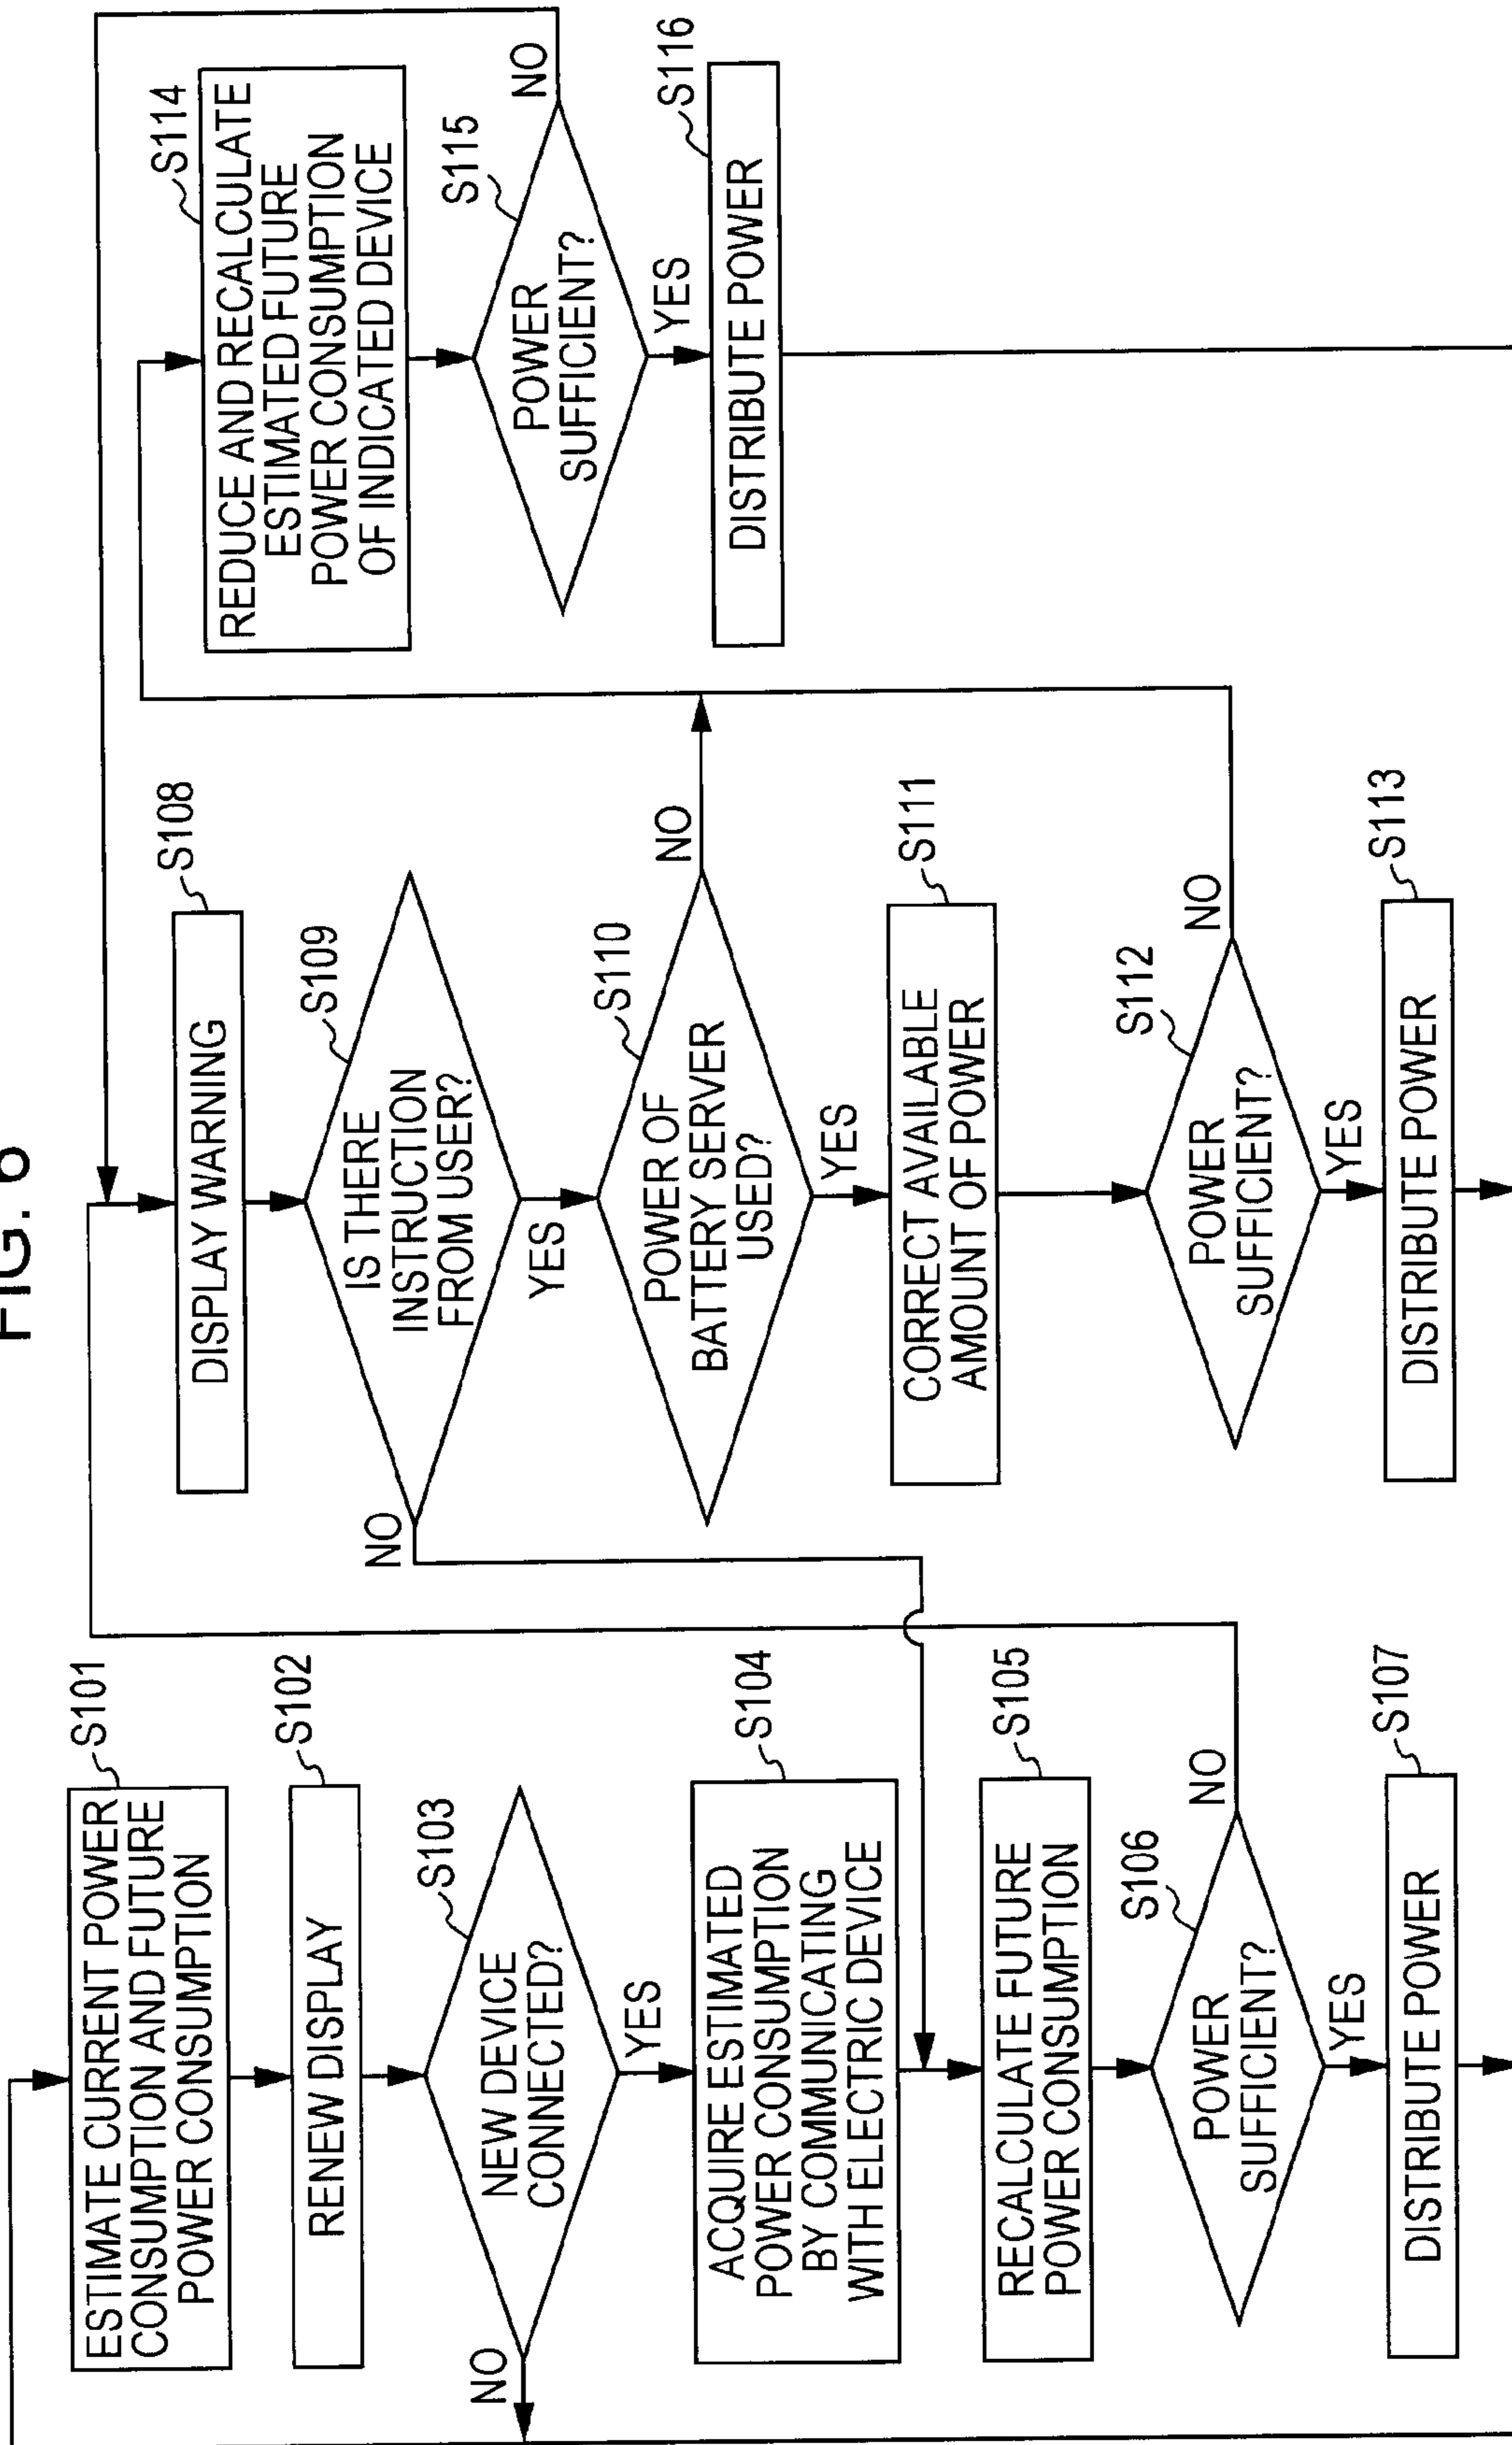 FIG. 6
S101
ESTIMATE CURRENT POWER
CONSUMPTION AND FUTURE
POWER CONSUMPTION
S102
RENEW DISPLAY
S103
NEW DEVICE
CONNECTED?
NO
YES
S104
ACQUIRE ESTIMATED
POWER CONSUMPTION
BY COMMUNICATING
WITH ELECTRIC DEVICE
S105
RECALCULATE FUTURE
POWER CONSUMPTION
S106
POWER
SUFFICIENT?
NO
YES
S107
DISTRIBUTE POWER
S108
DISPLAY WARNING
S109
IS THERE
INSTRUCTION
FROM USER?
NO
YES
S110
POWER OF
BATTERY SERVER
USED?
NO
YES
S111
CORRECT AVAILABLE
AMOUNT OF POWER
S112
POWER
SUFFICIENT?
NO
YES
S113
DISTRIBUTE POWER
S114
REDUCE AND RECALCULATE
ESTIMATED FUTURE
POWER CONSUMPTION
OF INDICATED DEVICE
S115
POWER
SUFFICIENT?
NO
YES
S116
DISTRIBUTE POWER